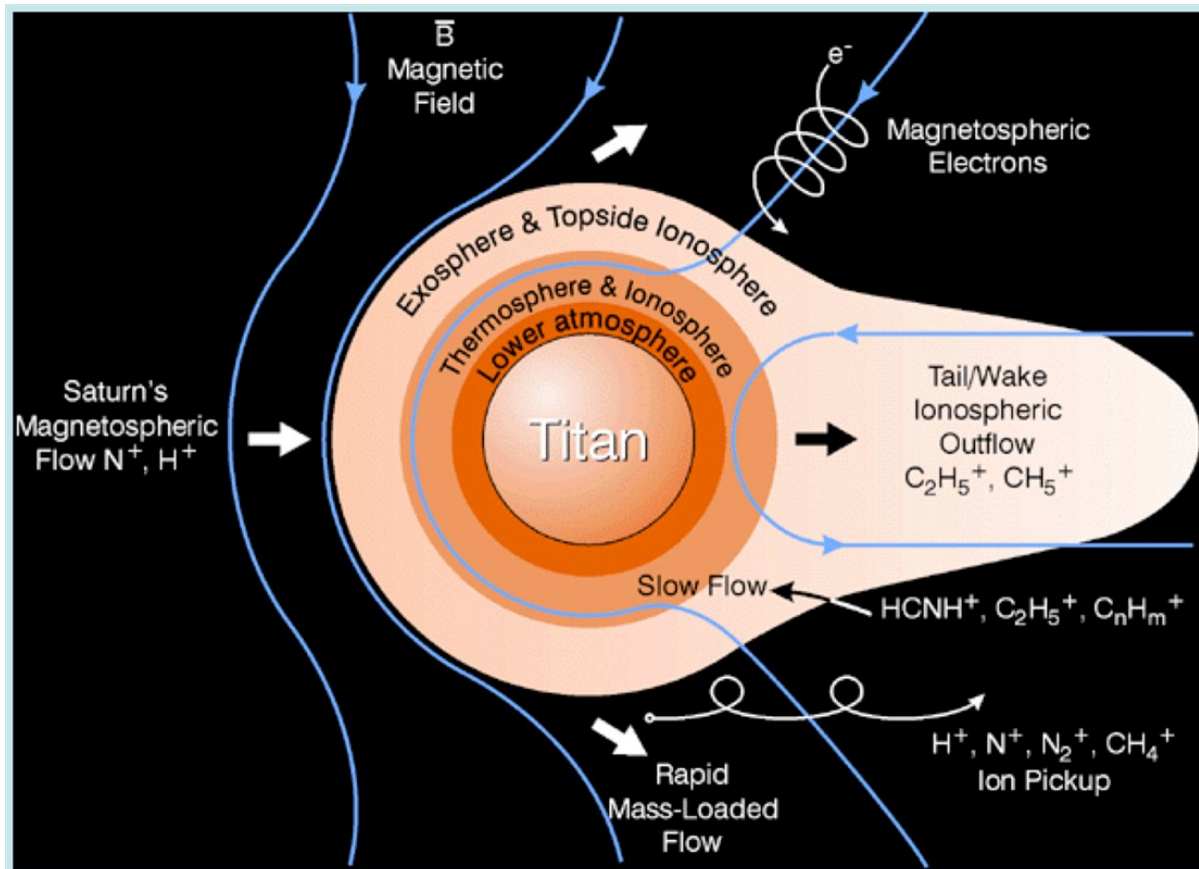 B̅
Magnetic
Field
e⁻
Magnetospheric
Electrons
Exosphere & Topside Ionosphere
Thermosphere & Ionosphere
Lower atmosphere
Titan
Saturn's
Magnetospheric
Flow N⁺, H⁺
Tail/Wake
Ionospheric
Outflow
C₂H₅⁺, CH₅⁺
Slow Flow
HCNH⁺, C₂H₅⁺, CₙHₘ⁺
H⁺, N⁺, N₂⁺, CH₄⁺
Ion Pickup
Rapid
Mass-Loaded
Flow